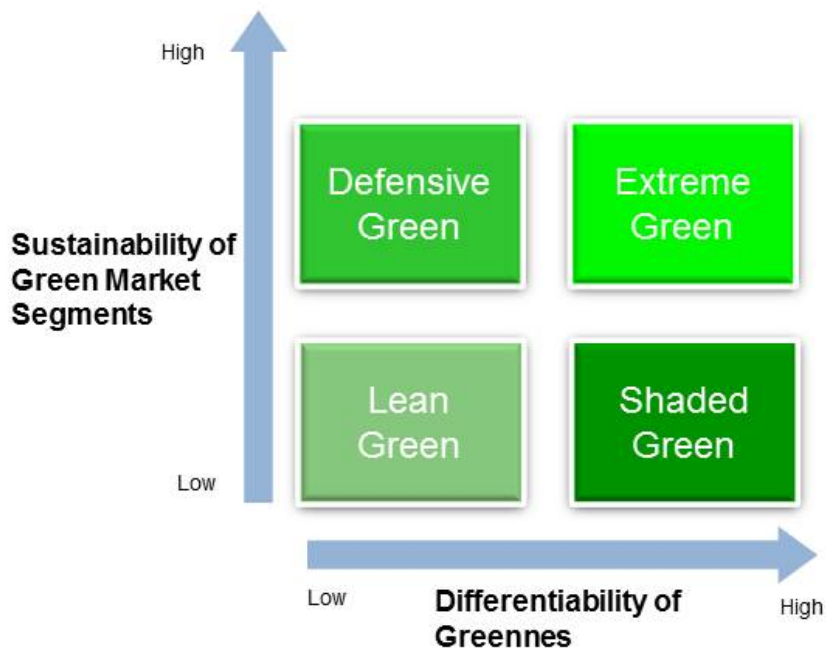 High
Defensive
Green
Extreme
Green
Sustainability of
Green Market
Segments
Lean
Green
Shaded
Green
Low
Low
Differentiability of
Greennes
High